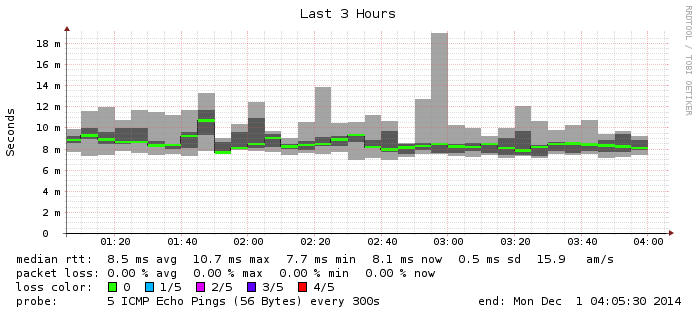 Last 3 Hours
RRDTOOL / TOBI OETIKER
Seconds
18 m
16 m
14 m
12 m
10 m
8 m
6 m
4 m
2 m
0
01:20 01:40 02:00 02:20 02:40 03:00 03:20 03:40 04:00
median rtt: 8.5 ms avg 10.7 ms max 7.7 ms min 8.1 ms now 0.5 ms sd 15.9 am/s
packet loss: 0.00 % avg 0.00 % max 0.00 % min 0.00 % now
loss color: 0 1/5 2/5 3/5 4/5
probe: 5 ICMP Echo Pings (56 Bytes) every 300s end: Mon Dec 1 04:05:30 2014